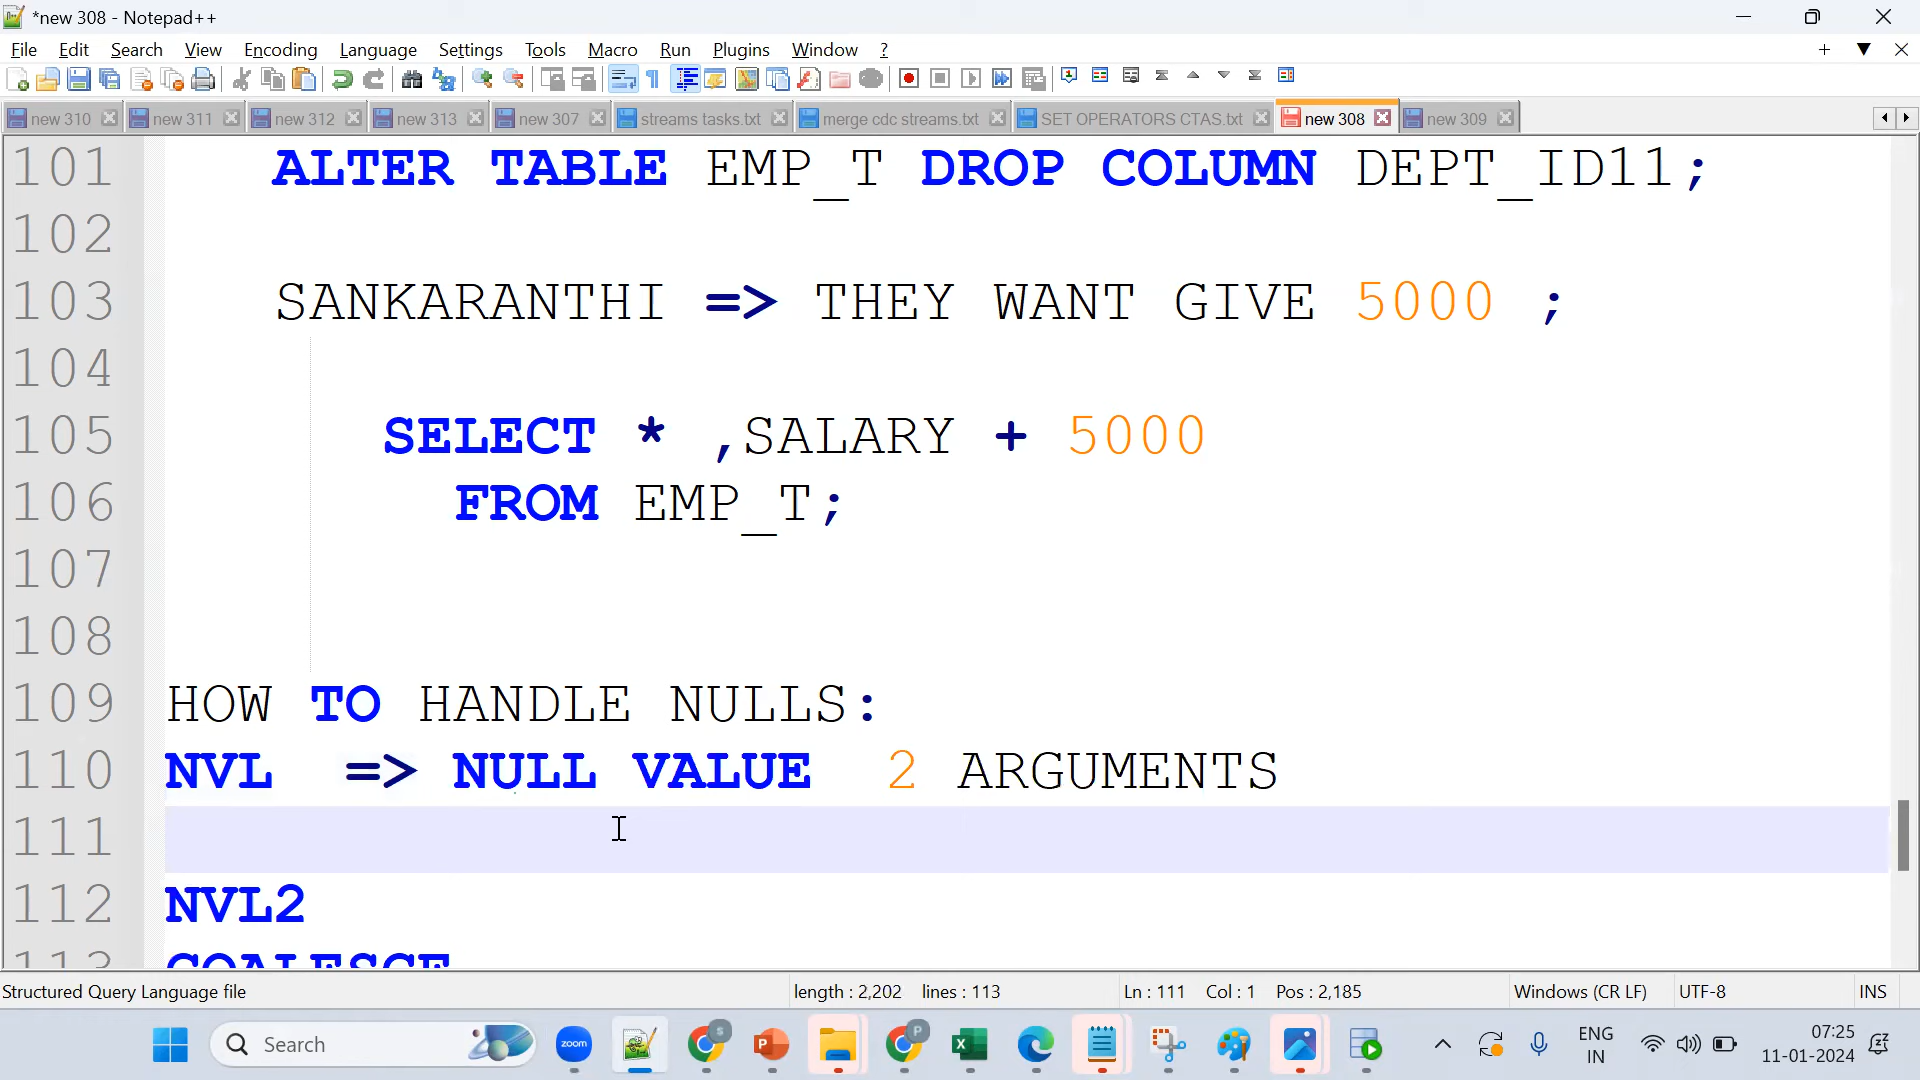 *new 308 - Notepad++
File Edit Search View Encoding Language Settings Tools Macro Run Plugins Window ?
new 310 new 311 new 312 new 313 new 307 streams tasks.txt merge cdc streams.txt SET OPERATORS CTAS.txt new 308 new 309
101 ALTER TABLE EMP_T DROP COLUMN DEPT_ID11;
102
103 SANKARANTHI => THEY WANT GIVE 5000 ;
104
105 SELECT * ,SALARY + 5000
106 FROM EMP_T;
107
108
109 HOW TO HANDLE NULLS:
110 NVL => NULL VALUE 2 ARGUMENTS
111
112 NVL2
113 COALESCE
Structured Query Language file length : 2,202 lines : 113 Ln : 111 Col : 1 Pos : 2,185 Windows (CR LF) UTF-8 INS
Search zoom ENG 07:25
IN 11-01-2024